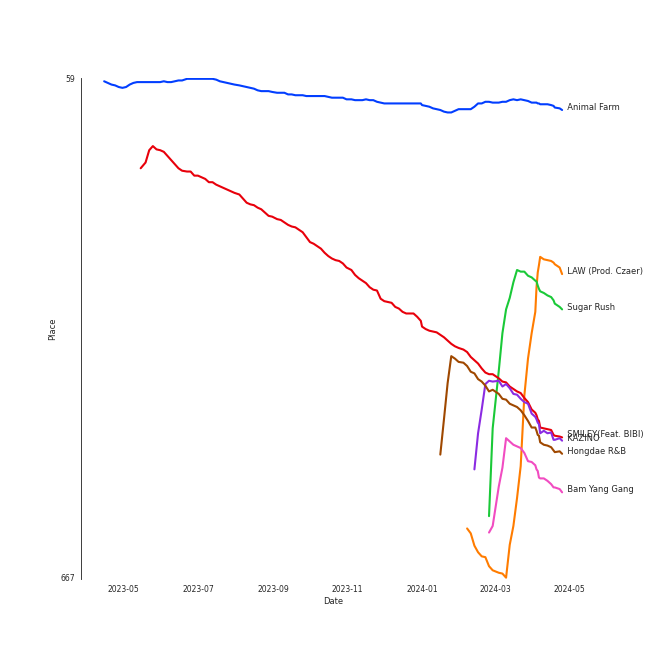 59
Animal Farm
LAW (Prod. Czaer)
Sugar Rush
Place
SMILEY(Feat. BIBI)
KAZINO
Hongdae R&B
Bam Yang Gang
667
2023-05 2023-07 2023-09 2023-11 2024-01 2024-03 2024-05
Date